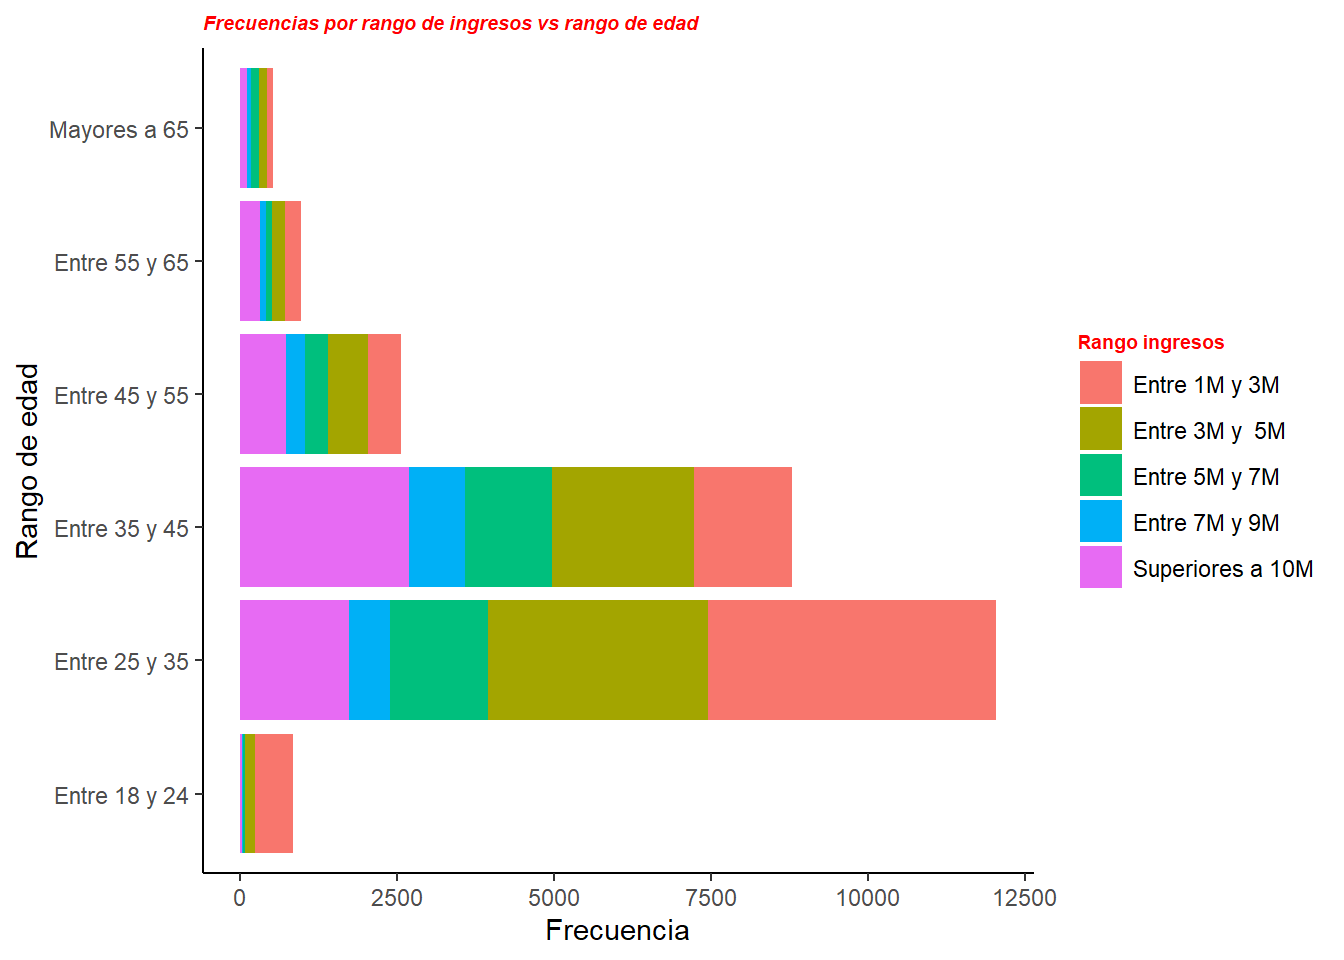 Frecuencias por rango de ingresos vs rango de edad
Mayores a 65
Entre 55 y 65
Entre 45 y 55
Entre 35 y 45
Entre 25 y 35
Entre 18 y 24
Rango de edad
0 2500 5000 7500 10000 12500
Frecuencia
Rango ingresos
Entre 1M y 3M
Entre 3M y  5M
Entre 5M y 7M
Entre 7M y 9M
Superiores a 10M